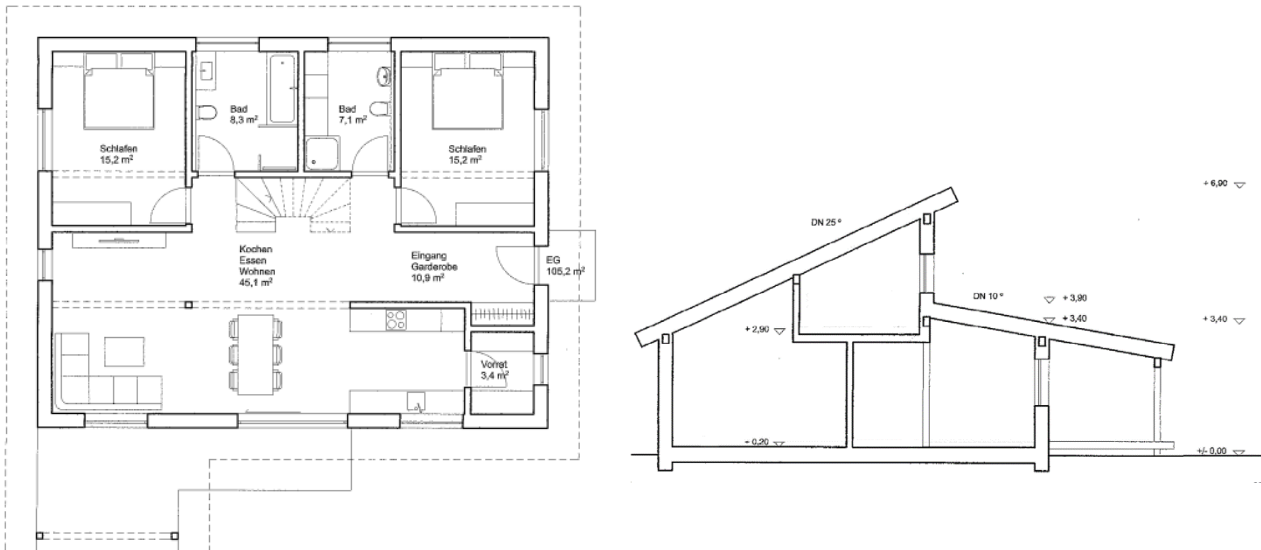 Schlafen
15,2 m²
Bad
8,3 m²
Bad
7,1 m²
Schlafen
15,2 m²
Kochen
Essen
Wohnen
45,1 m²
Eingang
Garderobe
10,9 m²
EG
105,2 m²
Vorrat
3,4 m²
DN 25 °
+ 6,90
DN 10 °
+ 3,90
+ 3,40
+ 3,40
+ 2,90
- 0,20
+/- 0,00